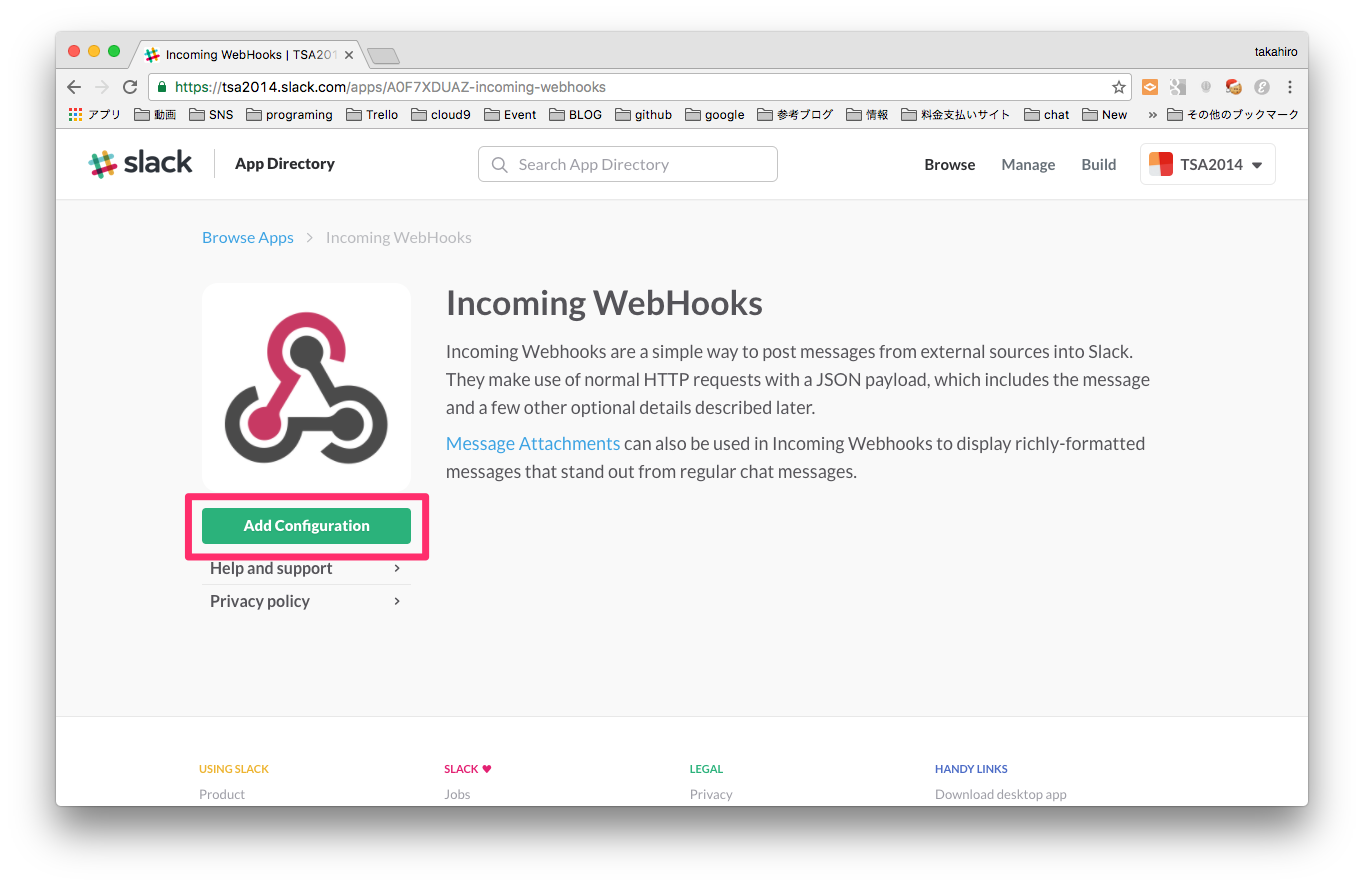 Incoming WebHooks | TSA201
takahiro
https://tsa2014.slack.com/apps/A0F7XDUAZ-incoming-webhooks
アプリ 動画 SNS programing Trello cloud9 Event BLOG github google 参考ブログ 情報 料金支払いサイト chat New » その他のブックマーク
slack App Directory Search App Directory Browse Manage Build TSA2014
Browse Apps > Incoming WebHooks
Incoming WebHooks
Incoming Webhooks are a simple way to post messages from external sources into Slack.
They make use of normal HTTP requests with a JSON payload, which includes the message
and a few other optional details described later.
Message Attachments can also be used in Incoming Webhooks to display richly-formatted
messages that stand out from regular chat messages.
Add Configuration
Help and support
Privacy policy
USING SLACK SLACK ♥ LEGAL HANDY LINKS
Product Jobs Privacy Download desktop app